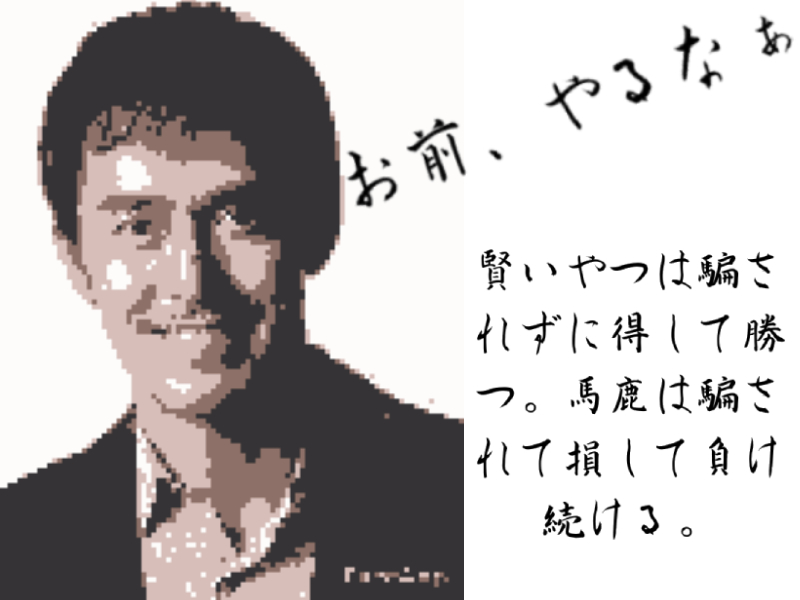 お前、やるなぁ
賢いやつは騙さ
れずに得して勝
つ。馬鹿は騙さ
れて損して負け
続ける。